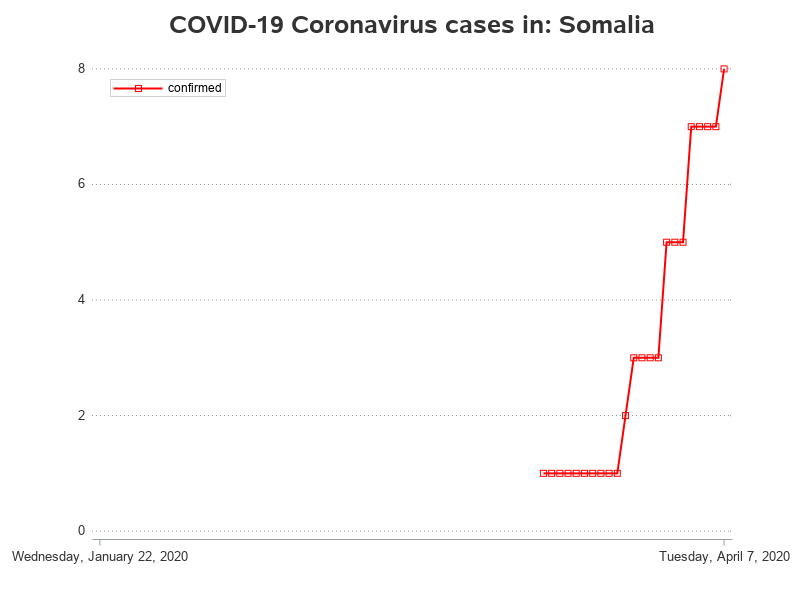 COVID-19 Coronavirus cases in: Somalia
8
confirmed
6
4
2
0
Wednesday, January 22, 2020
Tuesday, April 7, 2020